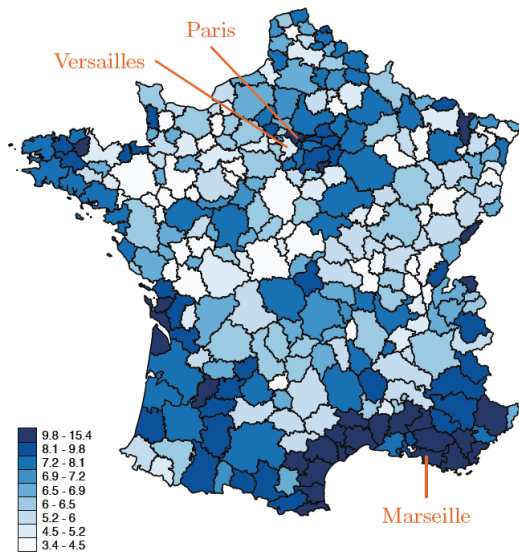 Paris
Versailles
9.8 - 15.4
8.1 - 9.8
7.2 - 8.1
6.9 - 7.2
6.5 - 6.9
6 - 6.5
5.2 - 6
4.5 - 5.2
3.4 - 4.5
Marseille